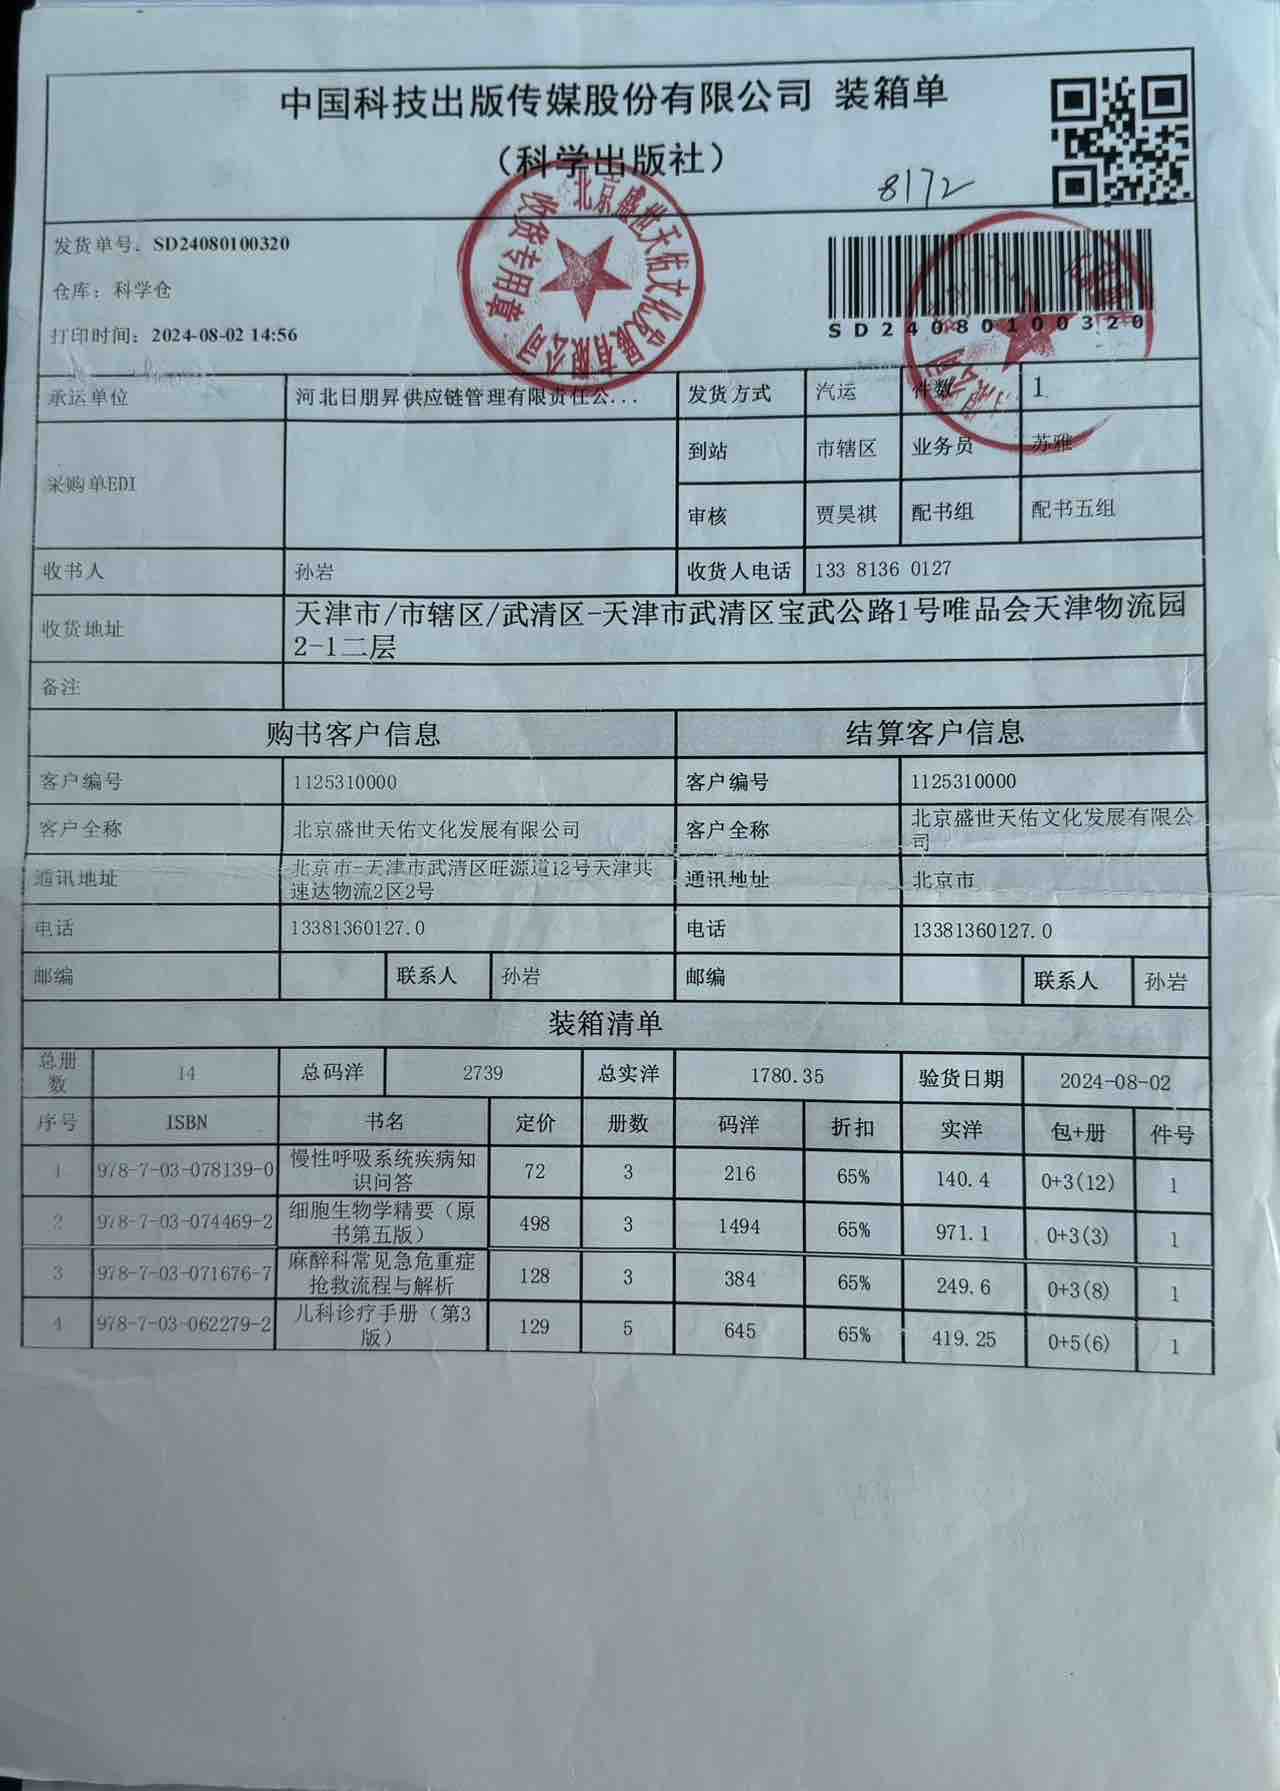 中国科技出版传媒股份有限公司 装箱单
（科学出版社）
8172
发货单号. SD24080100320
仓库：科学仓
打印时间：2024-08-02 14:56
SD24080100320
北京盛世天佑文化发展有限公司
收货专用章
承运单位 河北日朋昇供应链管理有限责任公... 发货方式 汽运 件数 1
采购单EDI 到站 市辖区 业务员 苏雅
审核 贾昊祺 配书组 配书五组
收书人 孙岩 收货人电话 133 8136 0127
收货地址 天津市/市辖区/武清区-天津市武清区宝武公路1号唯品会天津物流园
2-1二层
备注
购书客户信息 结算客户信息
客户编号 1125310000 客户编号 1125310000
客户全称 北京盛世天佑文化发展有限公司 客户全称 北京盛世天佑文化发展有限公
司
通讯地址 北京市-天津市武清区旺源道12号天津共
速达物流2区2号 通讯地址 北京市
电话 13381360127.0 电话 13381360127.0
邮编 联系人 孙岩 邮编 联系人 孙岩
装箱清单
总册
数 14 总码洋 2739 总实洋 1780.35 验货日期 2024-08-02
序号 ISBN 书名 定价 册数 码洋 折扣 实洋 包+册 件号
1 978-7-03-078139-0 慢性呼吸系统疾病知
识问答 72 3 216 65% 140.4 0+3(12) 1
2 978-7-03-074469-2 细胞生物学精要（原
书第五版） 498 3 1494 65% 971.1 0+3(3) 1
3 978-7-03-071676-7 麻醉科常见急危重症
抢救流程与解析 128 3 384 65% 249.6 0+3(8) 1
4 978-7-03-062279-2 儿科诊疗手册（第3
版） 129 5 645 65% 419.25 0+5(6) 1